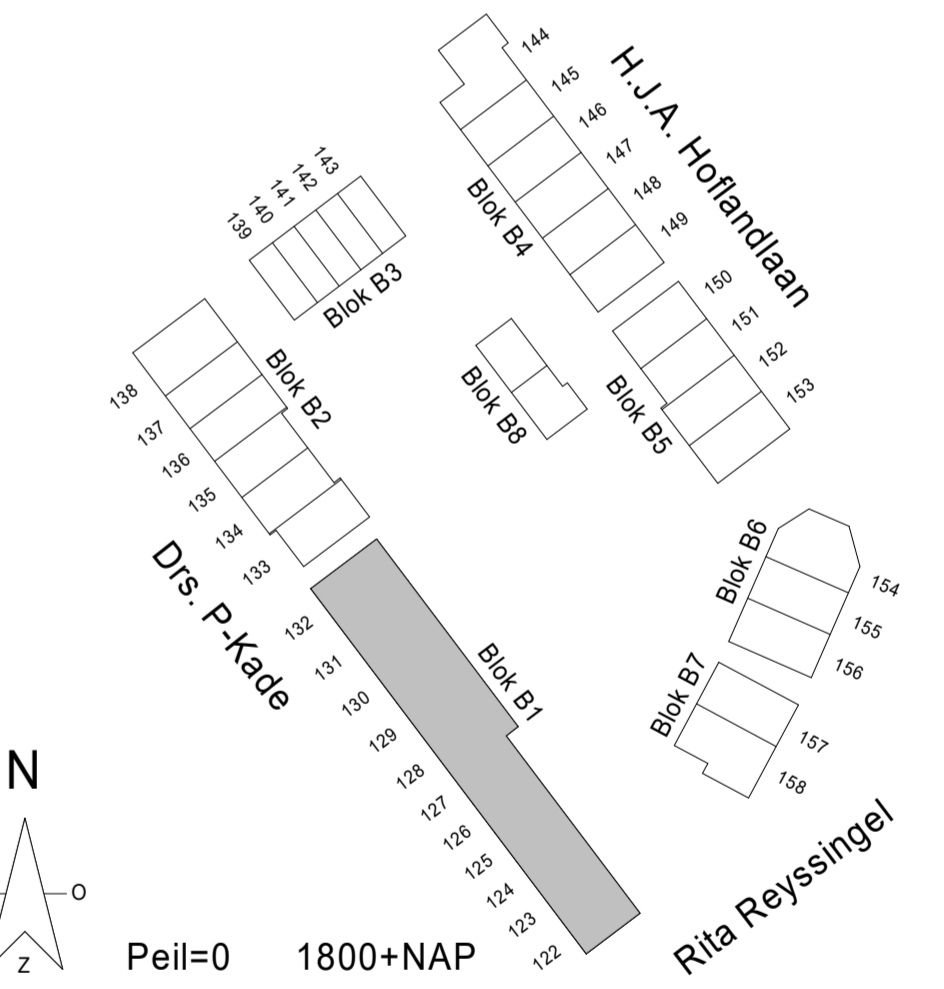 144
145
146
147
148
149
H.J.A. Hoflandlaan
Blok B4
143
142
141
140
139
Blok B3
150
151
152
153
Blok B5
Blok B8
Blok B2
138
137
136
135
134
133
Drs. P-Kade
Blok B1
132
131
130
129
128
127
126
125
124
123
122
Blok B6
154
155
156
Blok B7
157
158
Rita Reyssingel
N
O
Z
Peil=0 1800+NAP